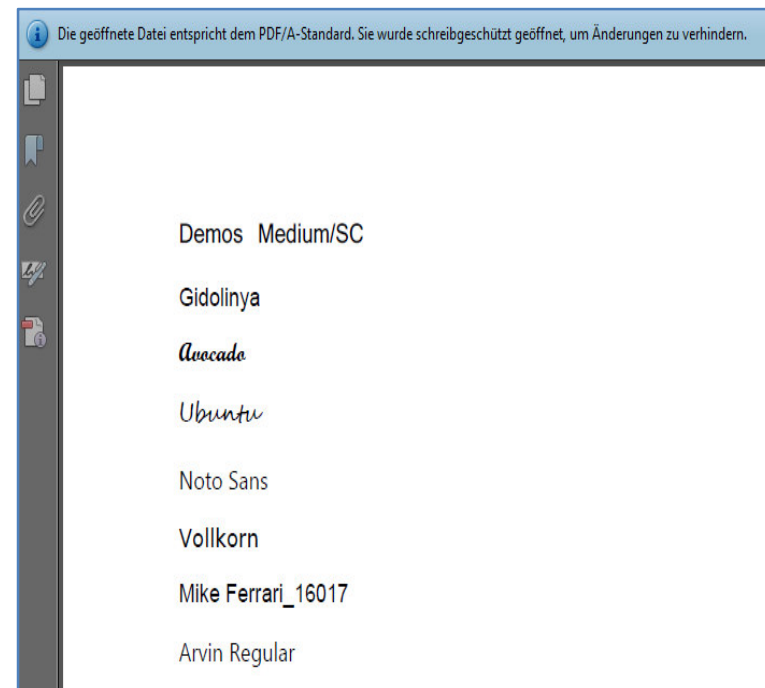 Die geöffnete Datei entspricht dem PDF/A-Standard. Sie wurde schreibgeschützt geöffnet, um Änderungen zu verhindern.
Demos Medium/SC
Gidolinya
Avocado
Ubuntu
Noto Sans
Vollkorn
Mike Ferrari_16017
Arvin Regular